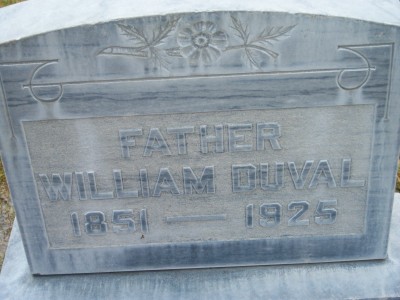 FATHER
WILLIAM DUVAL
1851 — 1925